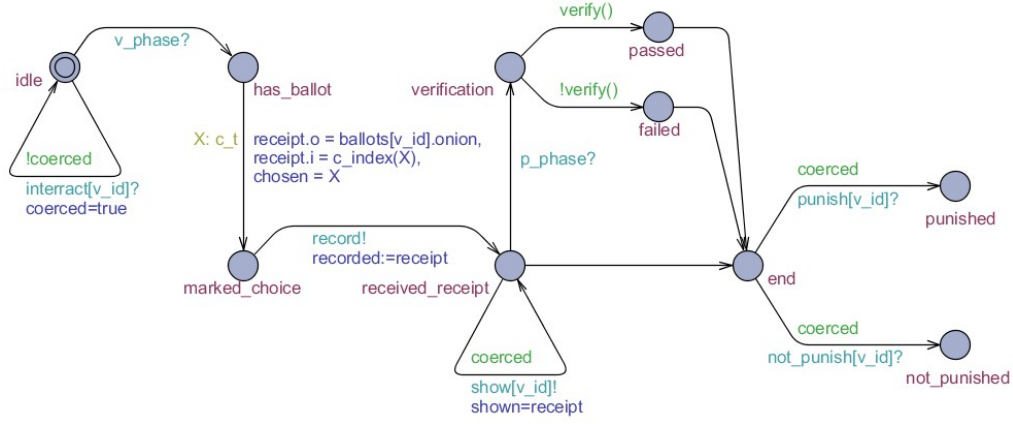 verify()
v_phase?
passed
idle
has_ballot
verification
!verify()
failed
X: c_t
receipt.o = ballots[v_id].onion,
receipt.i = c_index(X),
chosen = X
!coerced
interract[v_id]?
coerced=true
p_phase?
coerced
punish[v_id]?
punished
record!
recorded:=receipt
marked_choice
received_receipt
end
coerced
not_punish[v_id]?
not_punished
coerced
show[v_id]!
shown=receipt